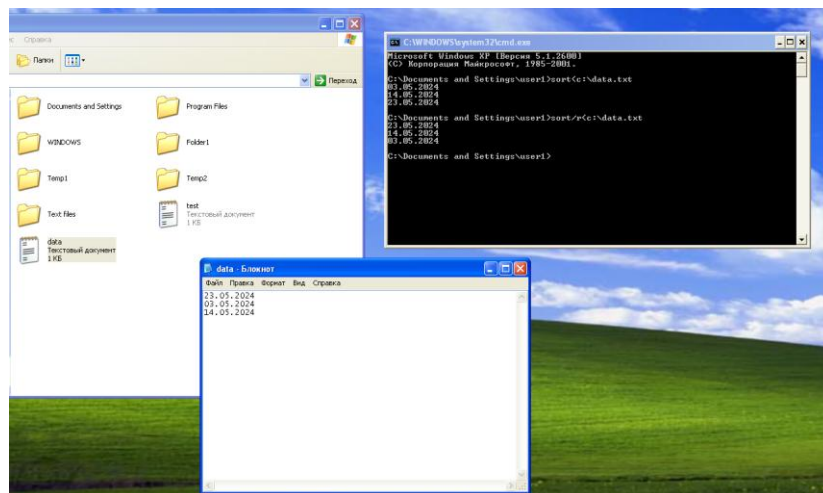 Справка
Папки
Переход
Documents and Settings
Program Files
WINDOWS
Folder1
Temp1
Temp2
Text files
test
Текстовый документ
1 КБ
data
Текстовый документ
1 КБ
C:\WINDOWS\system32\cmd.exe
Microsoft Windows XP [Версия 5.1.2600]
(C) Корпорация Майкрософт, 1985-2001.
C:\Documents and Settings\user1>sort<c:\data.txt
03.05.2024
14.05.2024
23.05.2024
C:\Documents and Settings\user1>sort/r<c:\data.txt
23.05.2024
14.05.2024
03.05.2024
C:\Documents and Settings\user1>
data - Блокнот
Файл Правка Формат Вид Справка
23.05.2024
03.05.2024
14.05.2024